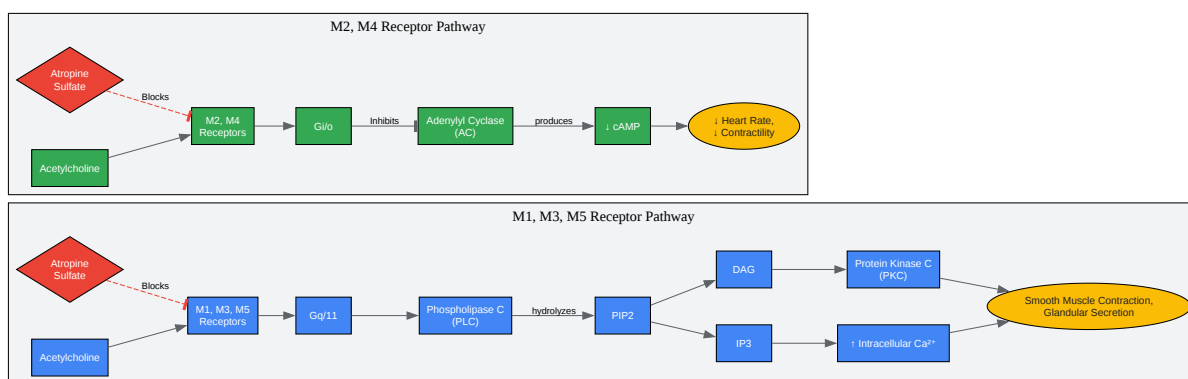 M2, M4 Receptor Pathway
Atropine
Sulfate
Blocks
M2, M4
Receptors
Gi/o
Inhibits
Adenylyl Cyclase
(AC)
produces
↓ cAMP
↓ Heart Rate,
↓ Contractility
Acetylcholine
M1, M3, M5 Receptor Pathway
Atropine
Sulfate
Blocks
M1, M3, M5
Receptors
Gq/11
Phospholipase C
(PLC)
hydrolyzes
PIP2
DAG
Protein Kinase C
(PKC)
Smooth Muscle Contraction,
Glandular Secretion
Acetylcholine
IP3
↑ Intracellular Ca²⁺